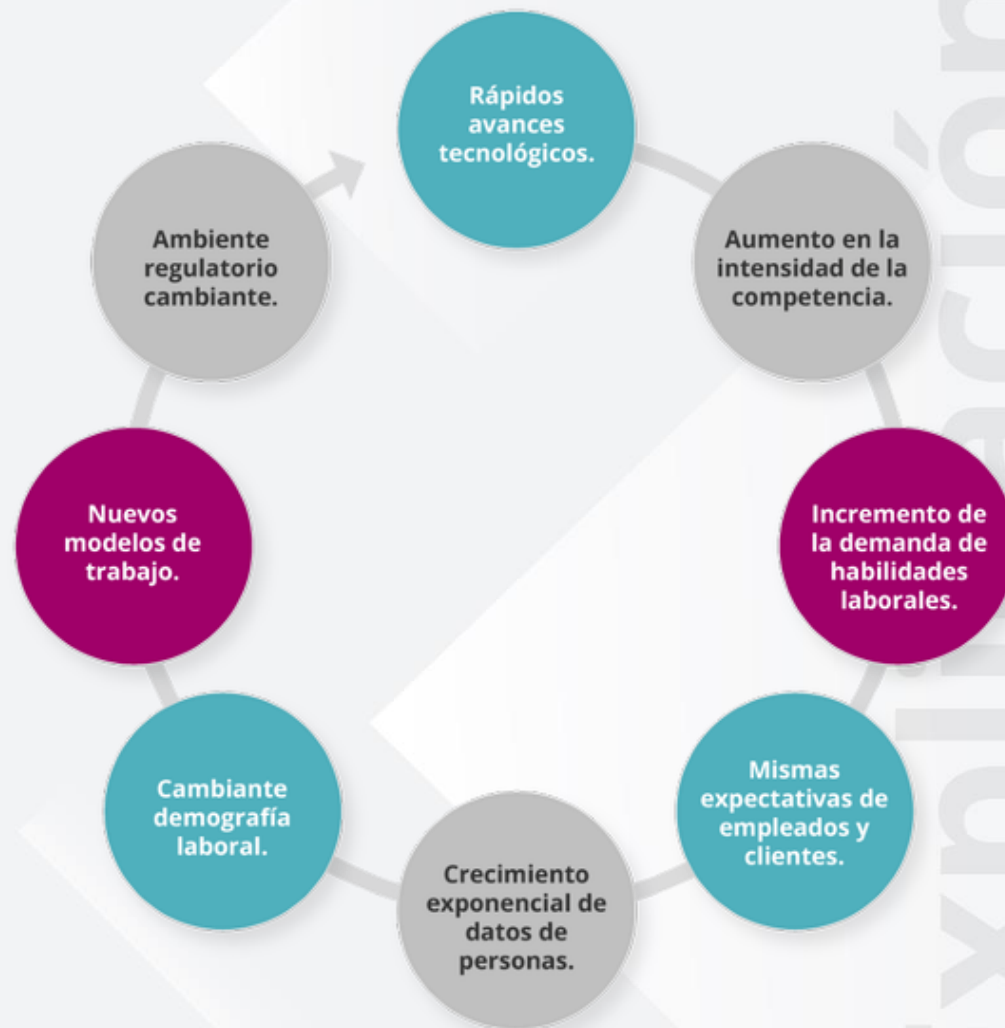 Rápidos
avances
tecnológicos.
Aumento en la
intensidad de la
competencia.
Incremento de
la demanda de
habilidades
laborales.
Mismas
expectativas de
empleados y
clientes.
Crecimiento
exponencial de
datos de
personas.
Cambiante
demografía
laboral.
Nuevos
modelos de
trabajo.
Ambiente
regulatorio
cambiante.